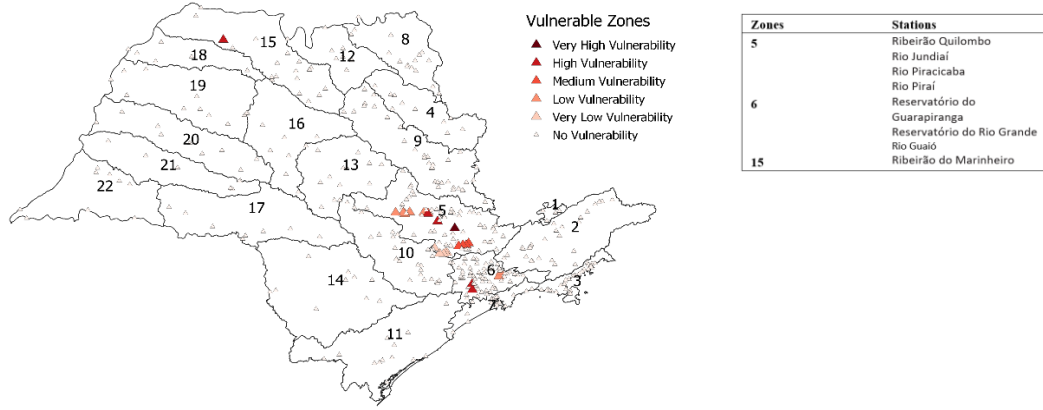 8
15
12
18
19
4
16
9
20
13
21
22
17
5
1
2
10
6
14
3
7
11
Vulnerable Zones
Very High Vulnerability
High Vulnerability
Medium Vulnerability
Low Vulnerability
Very Low Vulnerability
No Vulnerability
Zones Stations
5 Ribeirão Quilombo
Rio Jundiaí
Rio Piracicaba
Rio Piraí
6 Reservatório do
Guarapiranga
Reservatório do Rio Grande
Rio Guaió
15 Ribeirão do Marinheiro